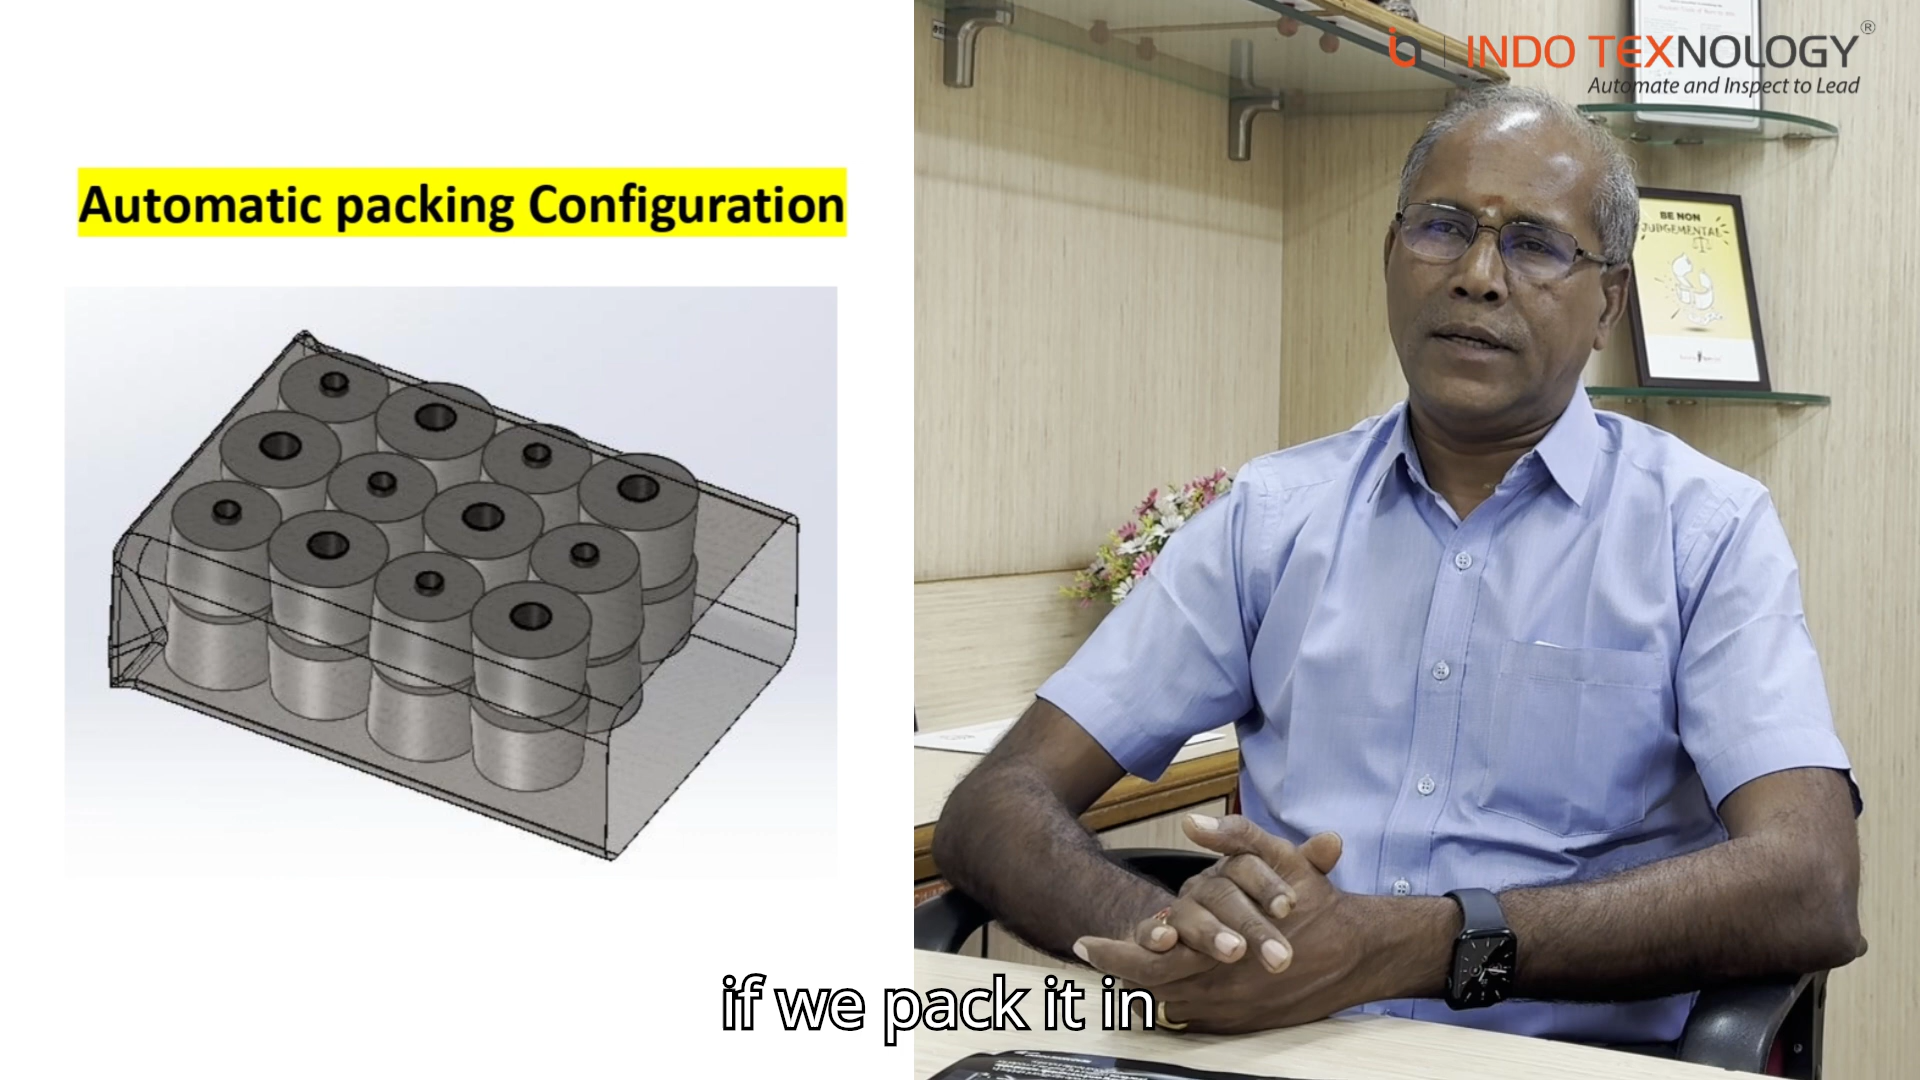 INDO TEXNOLOGY®
Automate and Inspect to Lead
Automatic packing Configuration
BE NON
JUDGEMENTAL
if we pack it in